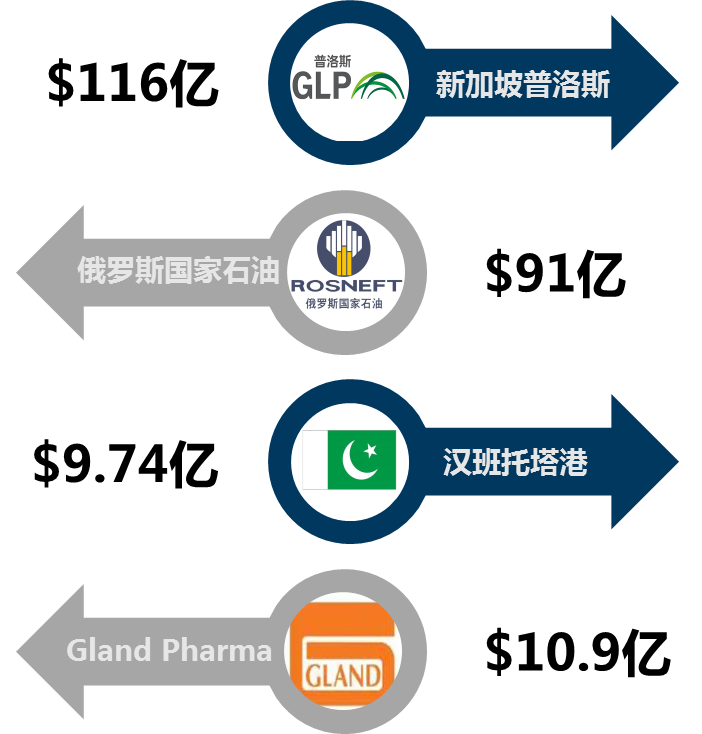 $116亿
普洛斯
GLP
新加坡普洛斯
俄罗斯国家石油
ROSNEFT
俄罗斯国家石油
$91亿
$9.74亿
汉班托塔港
Gland Pharma
GLAND
$10.9亿